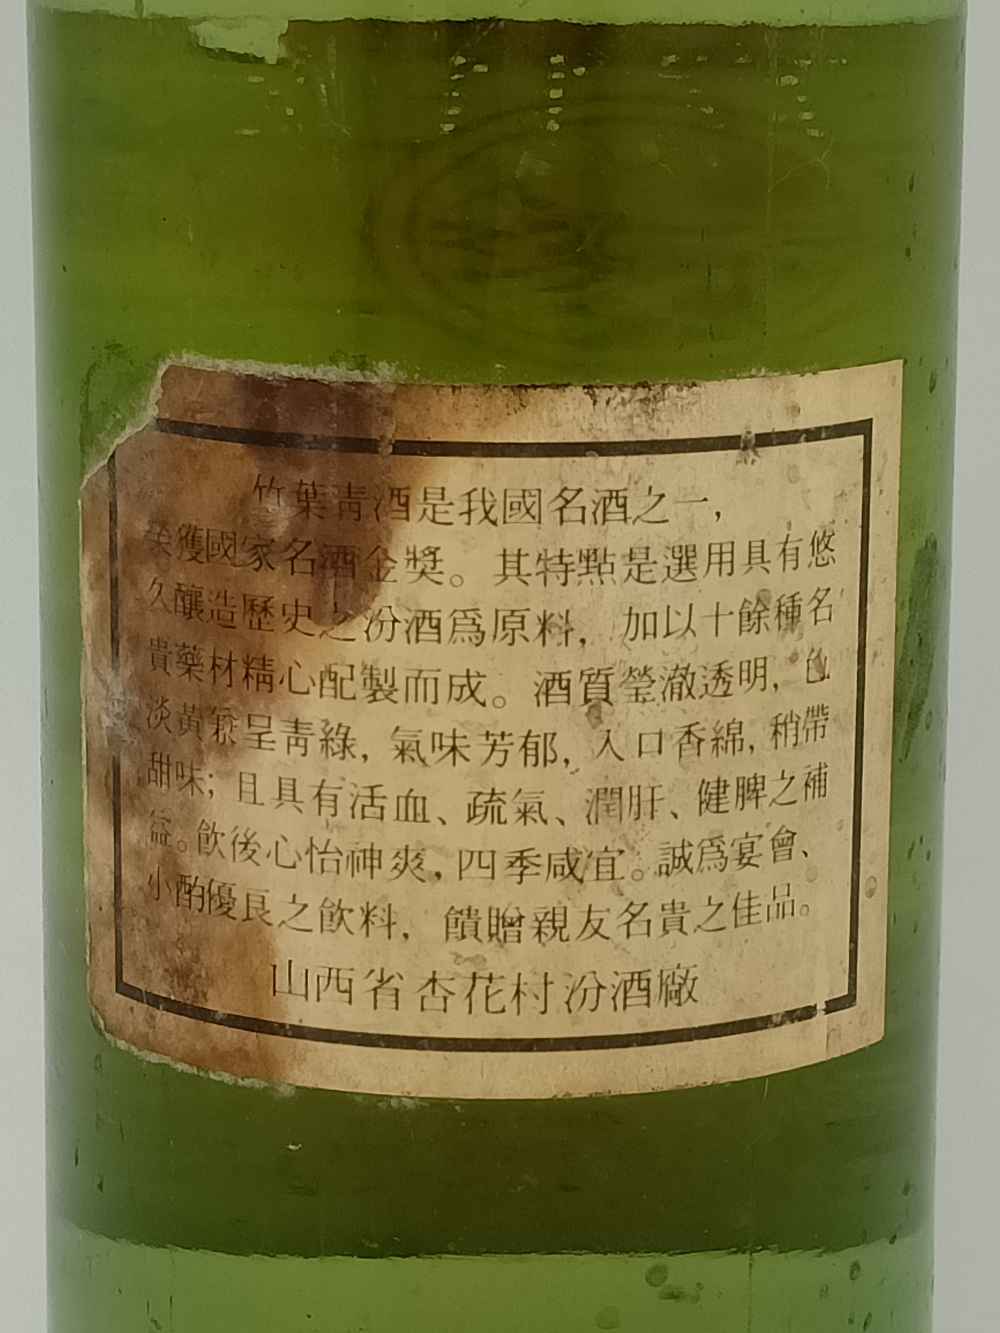 竹葉青酒是我國名酒之一，
榮獲國家名酒金獎。其特點是選用具有悠
久釀造歷史之汾酒爲原料，加以十餘種名
貴藥材精心配製而成。酒質瑩澈透明，色
淡黃兼呈青綠，氣味芳郁，入口香綿，稍帶
甜味；且具有活血、疏氣、潤肝、健脾之補
益。飲後心怡神爽，四季咸宜。誠爲宴會、
小酌優良之飲料，饋贈親友名貴之佳品。
山西省杏花村汾酒廠